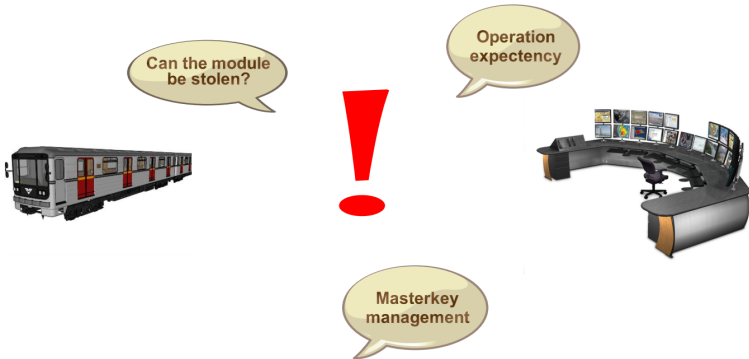 Operation
expectency
Can the module
be stolen?
!
Masterkey
management